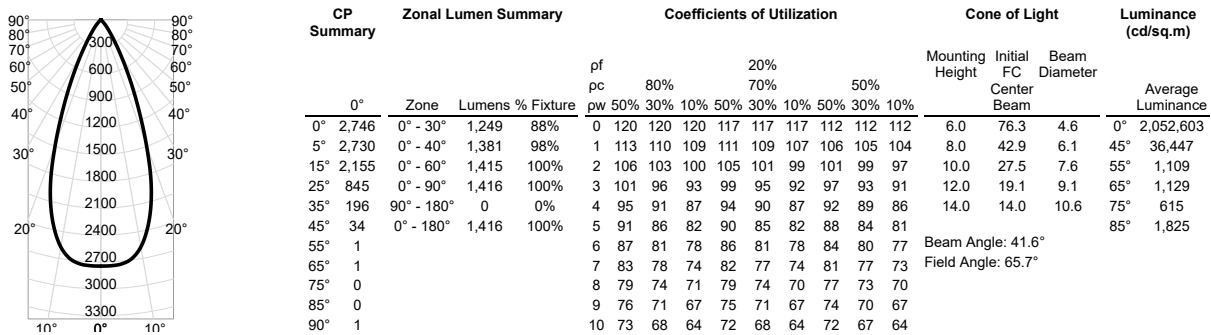 90° 90°
80° 80°
70° 70°
60° 60°
50° 50°
40° 40°
30° 30°
20° 20°
10° 0° 10°
300
600
900
1200
1500
1800
2100
2400
2700
3000
3300
CP Summary
0°
0° 2,746
5° 2,730
15° 2,155
25° 845
35° 196
45° 34
55° 1
65° 1
75° 0
85° 0
90° 1
Zonal Lumen Summary
Zone Lumens % Fixture
0° - 30° 1,249 88%
0° - 40° 1,381 98%
0° - 60° 1,415 100%
0° - 90° 1,416 100%
90° - 180° 0 0%
0° - 180° 1,416 100%
Coefficients of Utilization
ρf 20%
ρc 80% 70% 50%
ρw 50% 30% 10% 50% 30% 10% 50% 30% 10%
0 120 120 120 117 117 117 112 112 112
1 113 110 109 111 109 107 106 105 104
2 106 103 100 105 101 99 101 99 97
3 101 96 93 99 95 92 97 93 91
4 95 91 87 94 90 87 92 89 86
5 91 86 82 90 85 82 88 84 81
6 87 81 78 86 81 78 84 80 77
7 83 78 74 82 77 74 81 77 73
8 79 74 71 79 74 70 77 73 70
9 76 71 67 75 71 67 74 70 67
10 73 68 64 72 68 64 72 67 64
Cone of Light
Mounting Height Initial FC Center Beam Beam Diameter
6.0 76.3 4.6
8.0 42.9 6.1
10.0 27.5 7.6
12.0 19.1 9.1
14.0 14.0 10.6
Beam Angle: 41.6°
Field Angle: 65.7°
Luminance (cd/sq.m)
Average Luminance
0° 2,052,603
45° 36,447
55° 1,109
65° 1,129
75° 615
85° 1,825